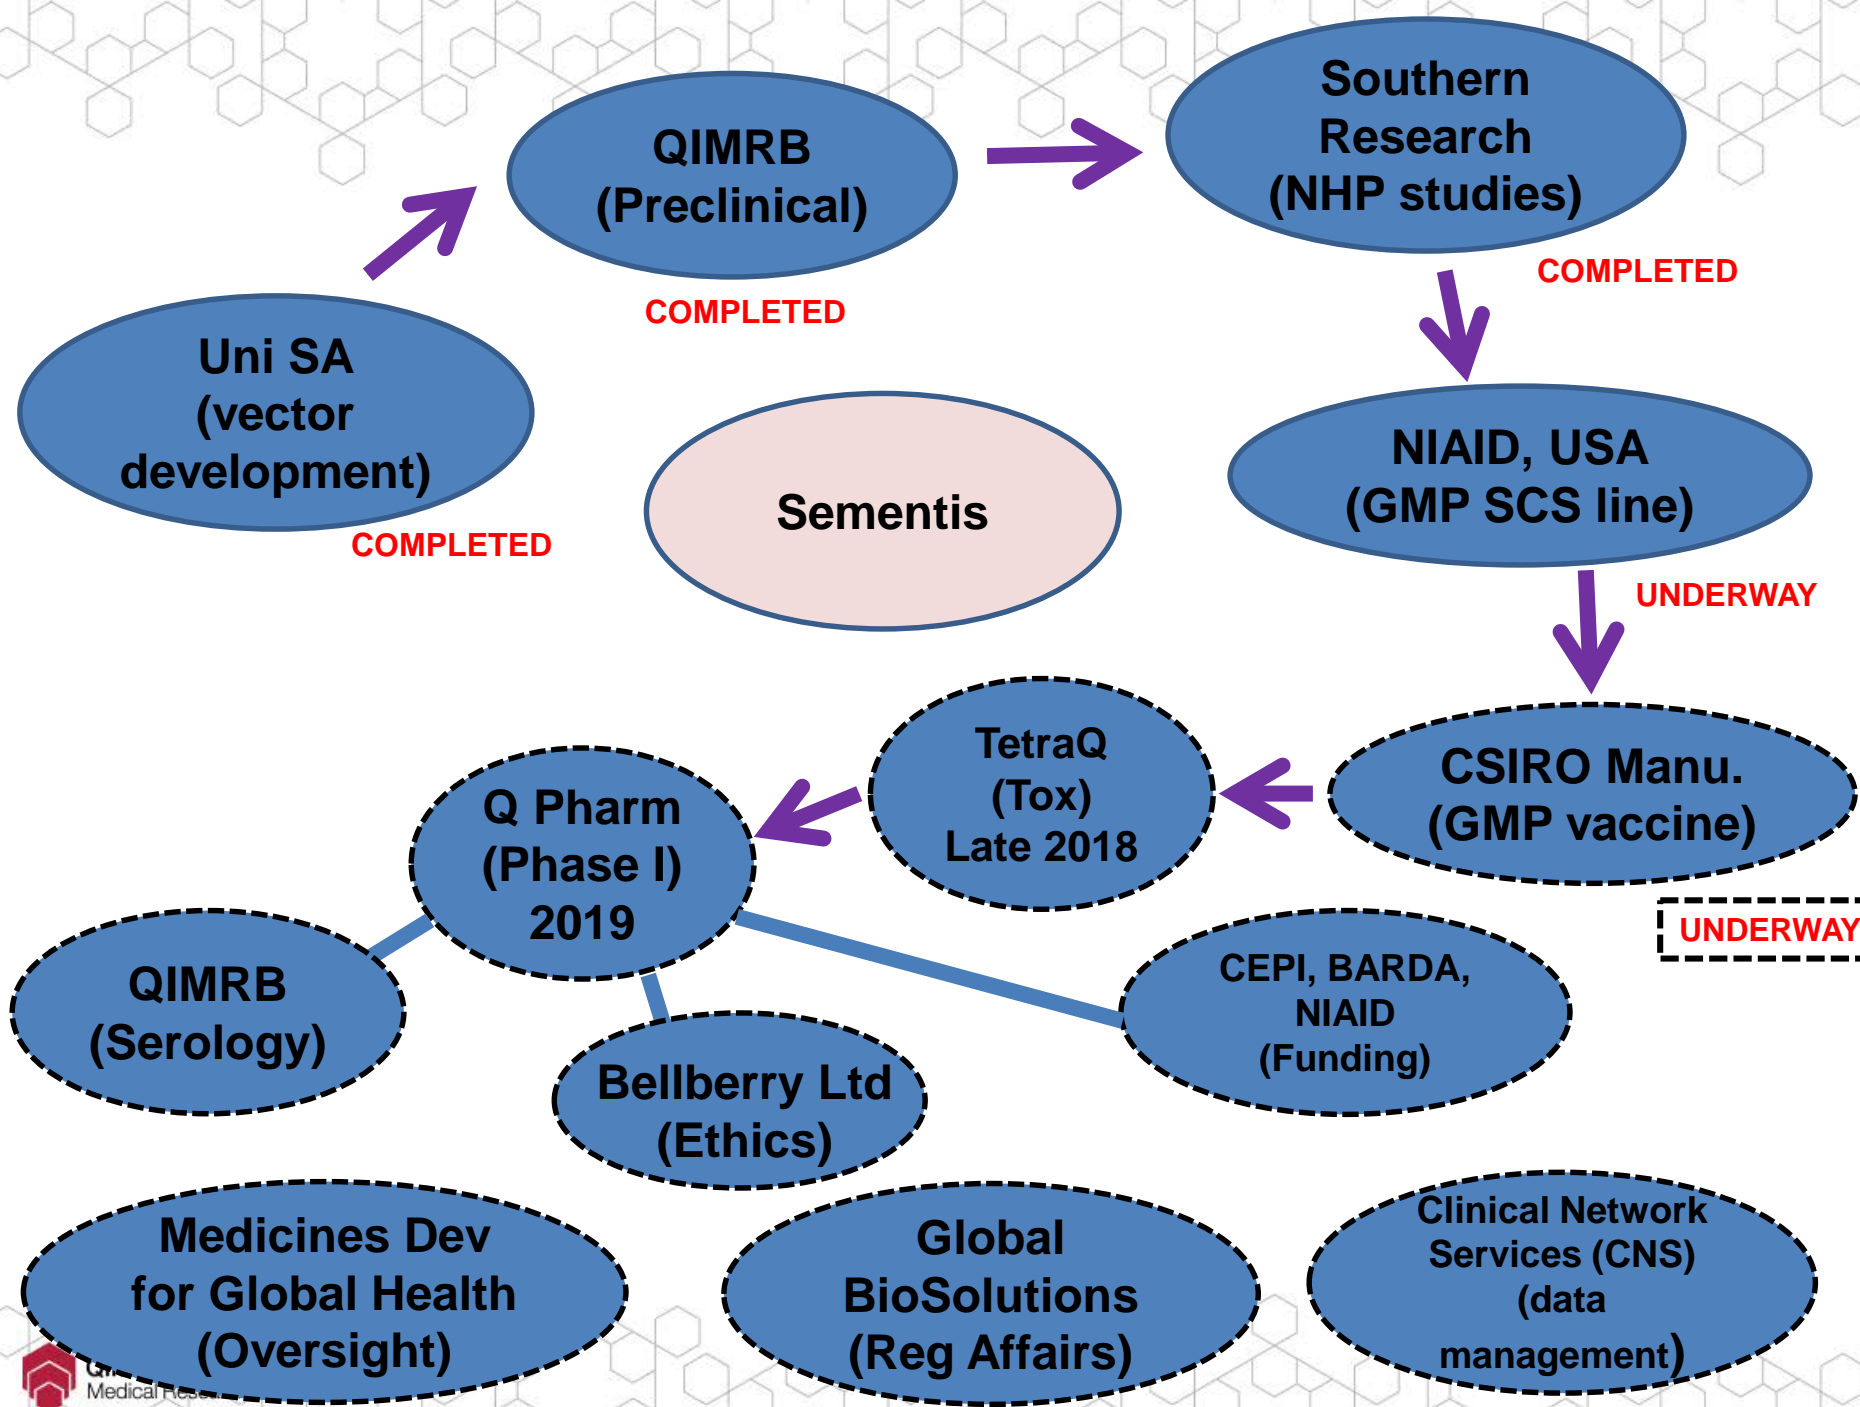 Southern
Research
(NHP studies)
COMPLETED
QIMRB
(Preclinical)
COMPLETED
Uni SA
(vector
development)
COMPLETED
Sementis
NIAID, USA
(GMP SCS line)
UNDERWAY
TetraQ
(Tox)
Late 2018
CSIRO Manu.
(GMP vaccine)
UNDERWAY
Q Pharm
(Phase I)
2019
QIMRB
(Serology)
CEPI, BARDA,
NIAID
(Funding)
Bellberry Ltd
(Ethics)
Medicines Dev
for Global Health
(Oversight)
Global
BioSolutions
(Reg Affairs)
Clinical Network
Services (CNS)
(data
management)
Medical